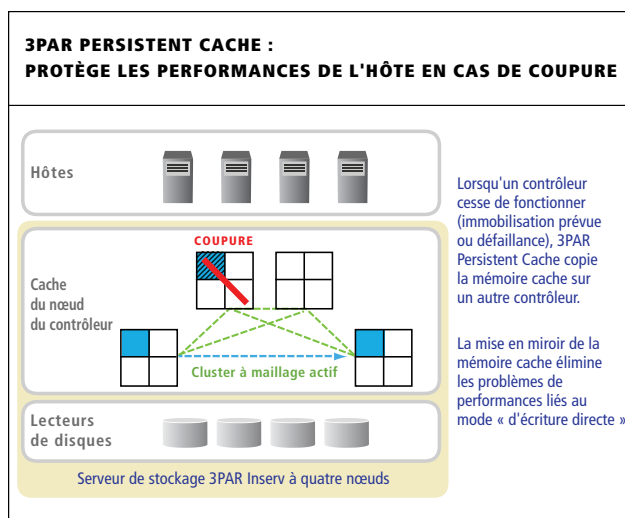 3PAR PERSISTENT CACHE :
PROTÈGE LES PERFORMANCES DE L'HÔTE EN CAS DE COUPURE
Hôtes
COUPURE
Cache
du nœud
du contrôleur
Cluster à maillage actif
Lecteurs
de disques
Serveur de stockage 3PAR Inserv à quatre nœuds
Lorsqu'un contrôleur
cesse de fonctionner
(immobilisation prévue
ou défaillance), 3PAR
Persistent Cache copie
la mémoire cache sur
un autre contrôleur.
La mise en miroir de la
mémoire cache élimine
les problèmes de
performances liés au
mode « d'écriture directe »